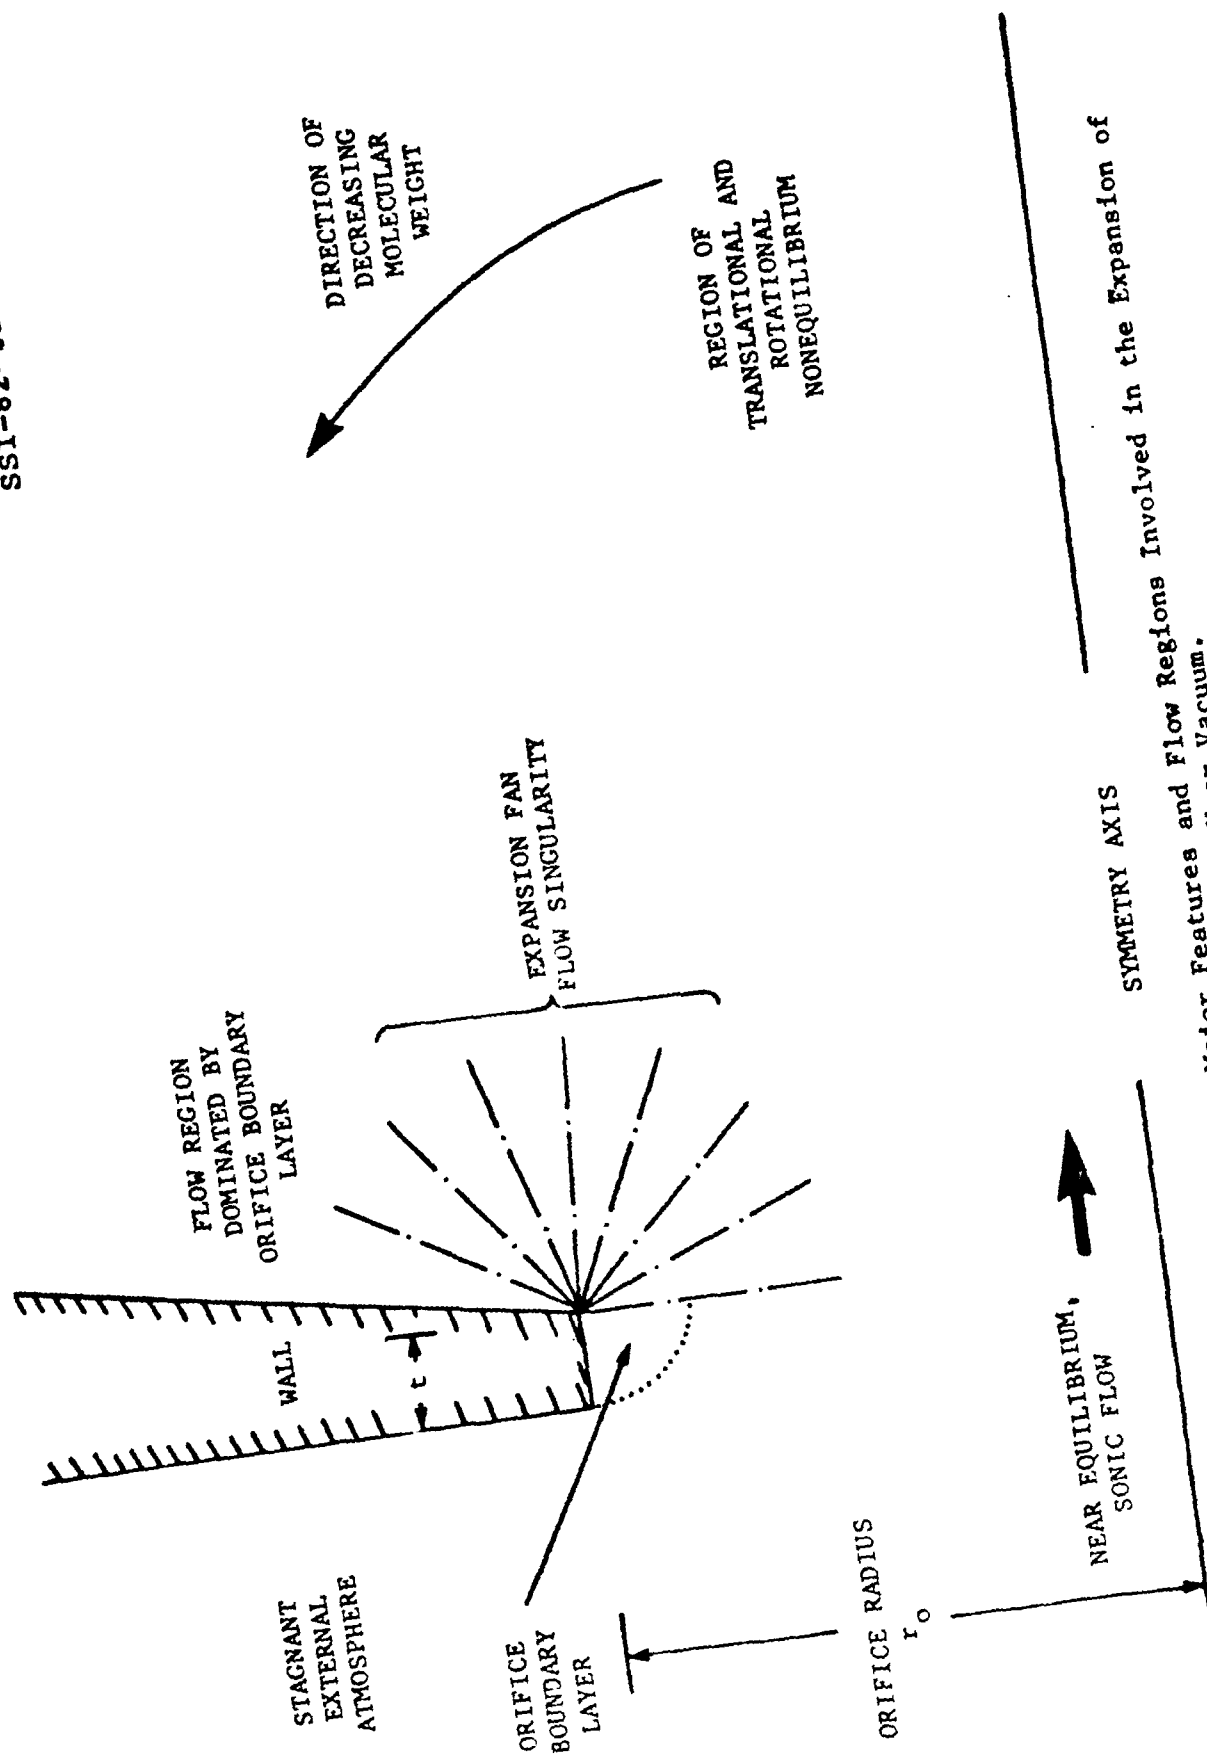 DIRECTION OF
DECREASING
MOLECULAR
WEIGHT
FLOW REGION
DOMINATED BY
ORIFICE BOUNDARY
LAYER
WALL
t
STAGNANT
EXTERNAL
ATMOSPHERE
EXPANSION FAN
FLOW SINGULARITY
REGION OF
TRANSLATIONAL AND
ROTATIONAL
NONEQUILIBRIUM
ORIFICE
BOUNDARY
LAYER
ORIFICE RADIUS
r₀
NEAR EQUILIBRIUM,
SONIC FLOW
SYMMETRY AXIS
Features and Flow Regions Involved in the Expansion of
Vacuum.